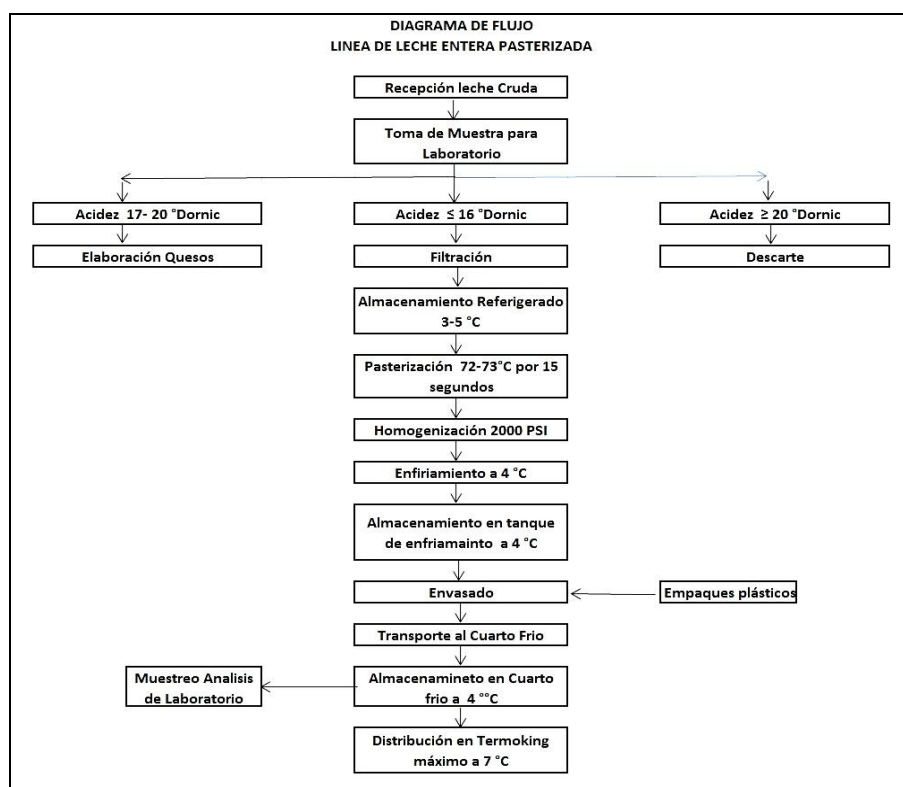 DIAGRAMA DE FLUJO
LINEA DE LECHE ENTERA PASTERIZADA
Recepción leche Cruda
Toma de Muestra para
Laboratorio
Acidez 17- 20 °Dornic
Acidez ≤ 16 °Dornic
Acidez ≥ 20 °Dornic
Elaboración Quesos
Filtración
Descarte
Almacenamiento Referigerado
3-5 °C
Pasterización 72-73°C por 15
segundos
Homogenización 2000 PSI
Enfiriamiento a 4 °C
Almacenamiento en tanque
de enfriamainto a 4 °C
Envasado
Empaques plásticos
Transporte al Cuarto Frio
Muestreo Analisis
de Laboratorio
Almacenamineto en Cuarto
frio a 4 °°C
Distribución en Termoking
máximo a 7 °C